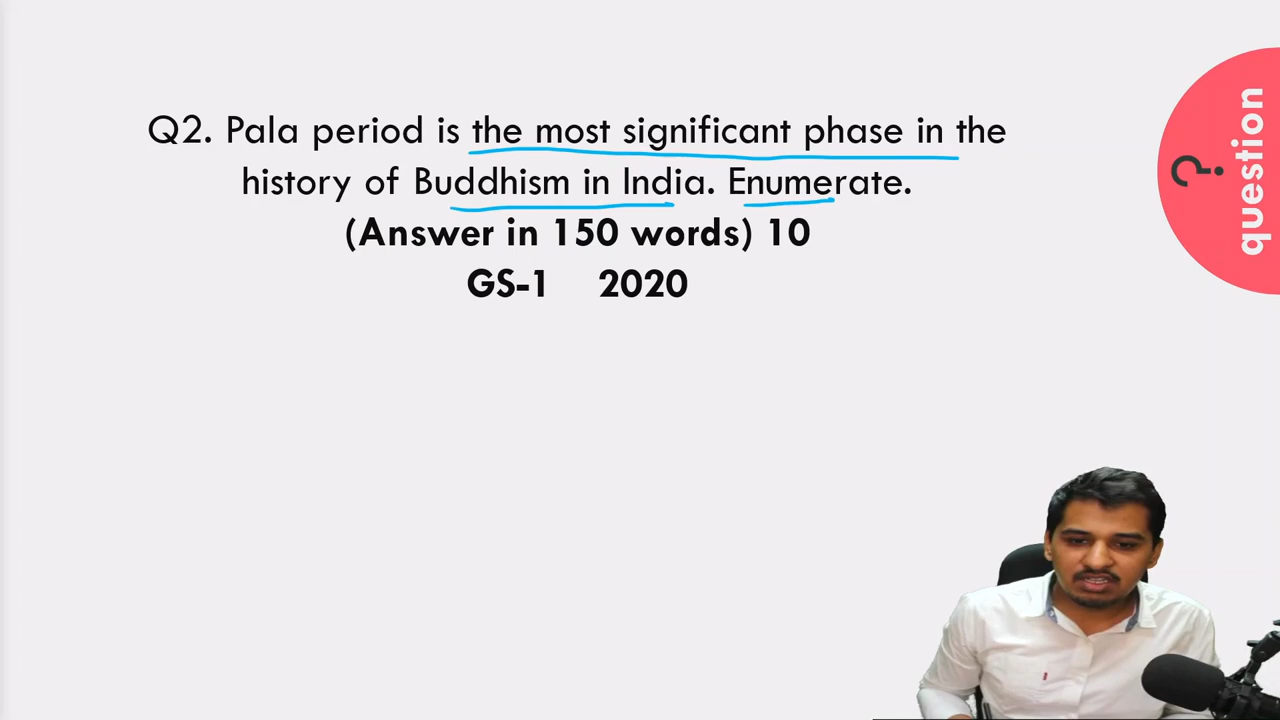 Q2. Pala period is the most significant phase in the
history of Buddhism in India. Enumerate.
(Answer in 150 words) 10
GS-1 2020
?
question